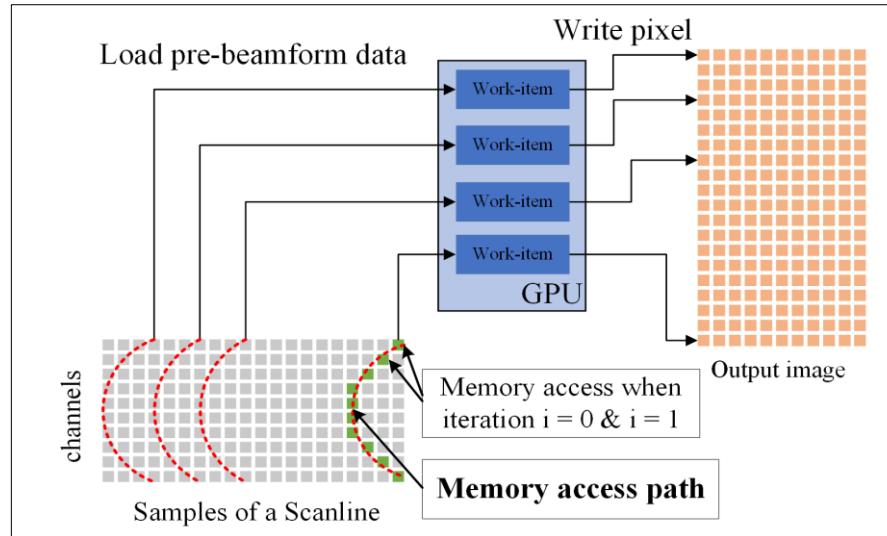 Load pre-beamform data
Write pixel
Work-item
Work-item
Work-item
Work-item
GPU
Output image
channels
Memory access when
iteration i = 0 & i = 1
Memory access path
Samples of a Scanline